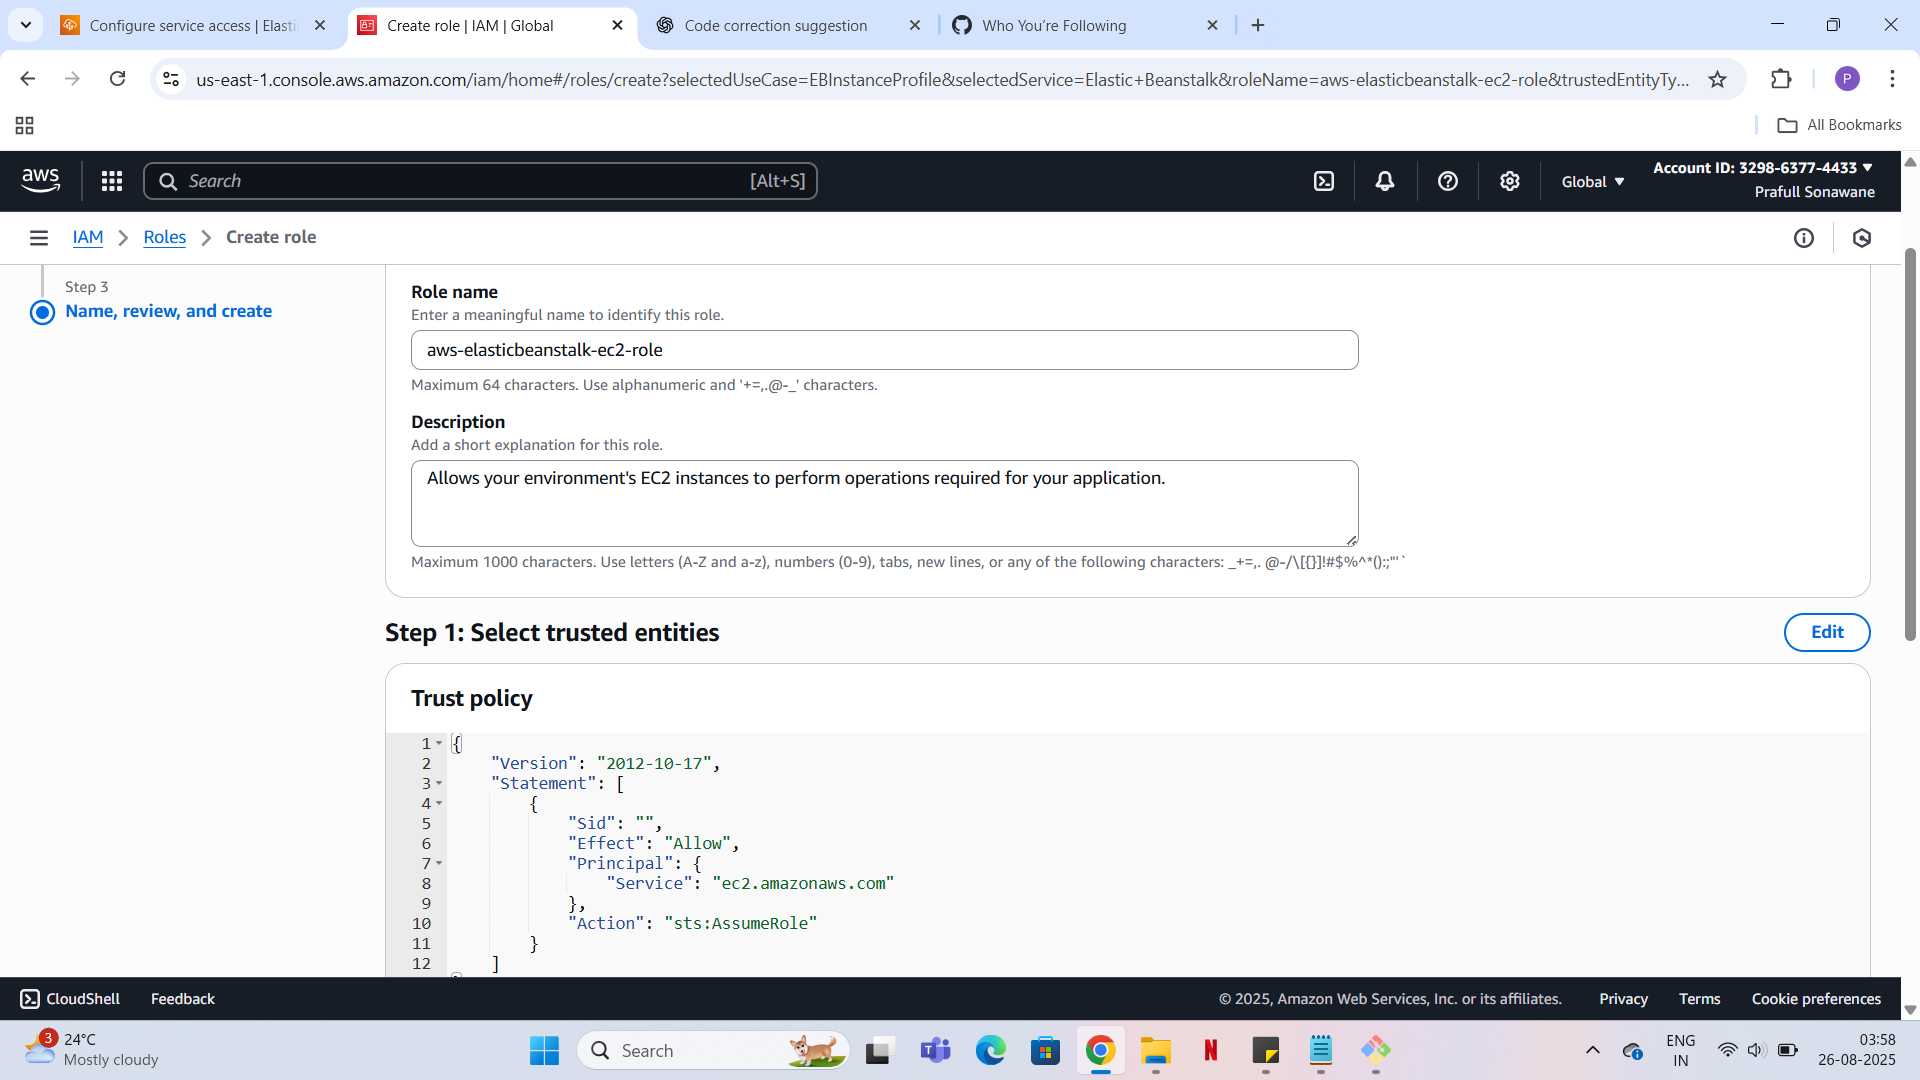 Configure service access | Elasti
Create role | IAM | Global
Code correction suggestion
Who You're Following
us-east-1.console.aws.amazon.com/iam/home#/roles/create?selectedUseCase=EBInstanceProfile&selectedService=Elastic+Beanstalk&roleName=aws-elasticbeanstalk-ec2-role&trustedEntityTy...
P
All Bookmarks
aws
Search
[Alt+S]
Global
Account ID: 3298-6377-4433
Prafull Sonawane
IAM
Roles
Create role
Step 3
Name, review, and create
Role name
Enter a meaningful name to identify this role.
aws-elasticbeanstalk-ec2-role
Maximum 64 characters. Use alphanumeric and '+=,.@-_' characters.
Description
Add a short explanation for this role.
Allows your environment's EC2 instances to perform operations required for your application.
Maximum 1000 characters. Use letters (A-Z and a-z), numbers (0-9), tabs, new lines, or any of the following characters: _+=,. @-/\[{}]!#$%^*();:"'`
Step 1: Select trusted entities
Edit
Trust policy
1 {
2 "Version": "2012-10-17",
3 "Statement": [
4 {
5 "Sid": "",
6 "Effect": "Allow",
7 "Principal": {
8 "Service": "ec2.amazonaws.com"
9 },
10 "Action": "sts:AssumeRole"
11 }
12 ]
CloudShell
Feedback
© 2025, Amazon Web Services, Inc. or its affiliates.
Privacy
Terms
Cookie preferences
3
24°C
Mostly cloudy
Search
N
ENG
IN
03:58
26-08-2025